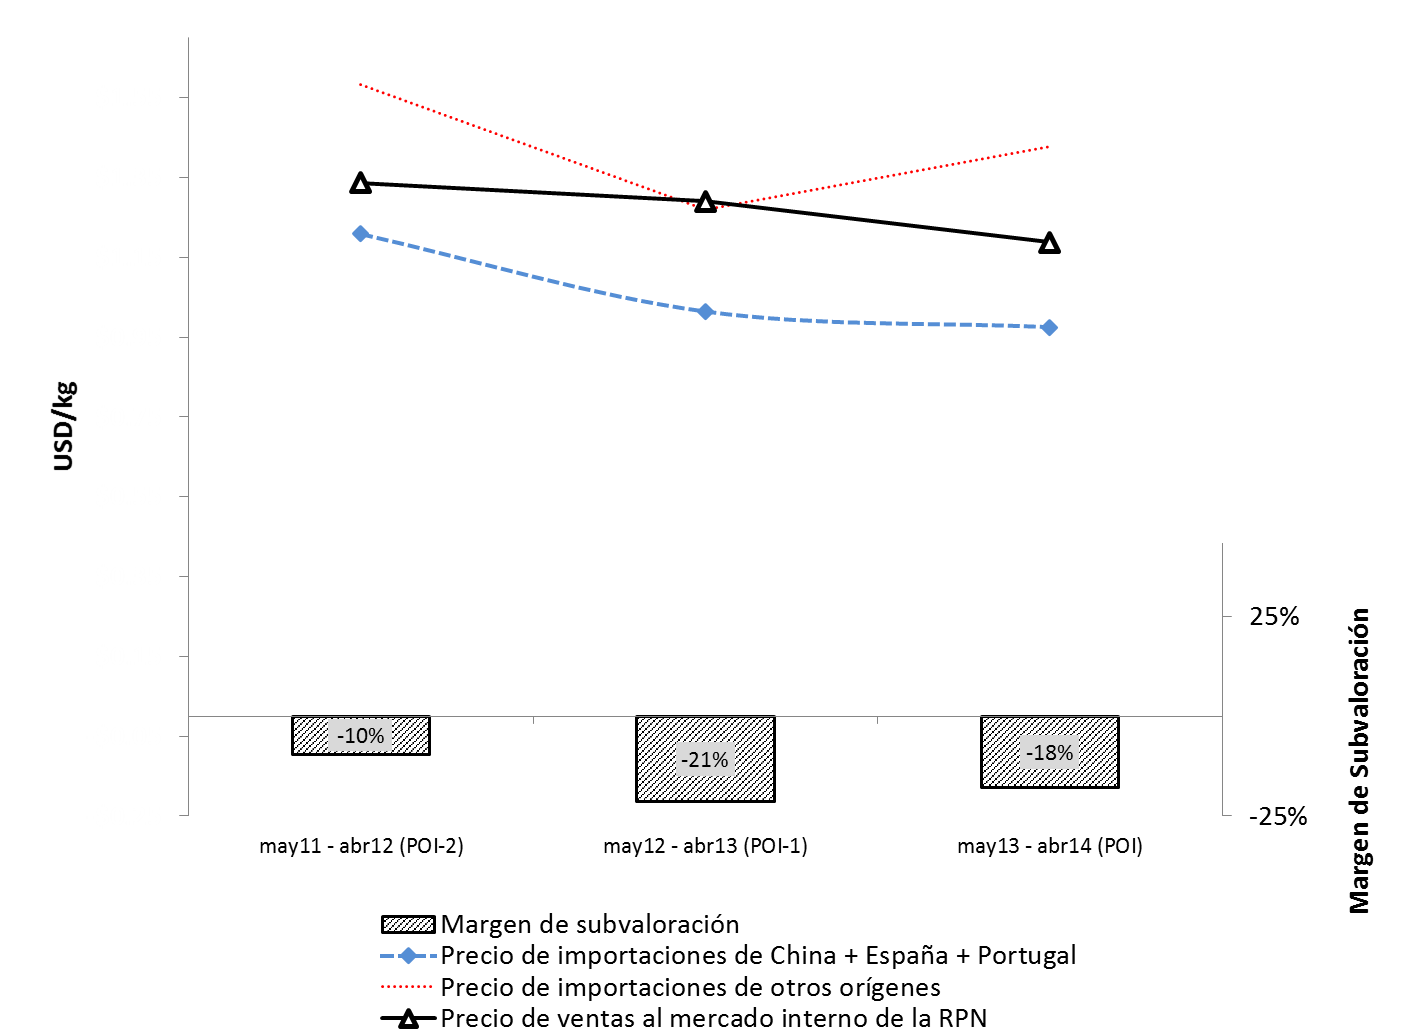 USD/kg
25%
-25%
Margen de Subvaloración
-10%
-21%
-18%
may11 - abr12 (POI-2)
may12 - abr13 (POI-1)
may13 - abr14 (POI)
Margen de subvaloración
Precio de importaciones de China + España + Portugal
Precio de importaciones de otros orígenes
Precio de ventas al mercado interno de la RPN